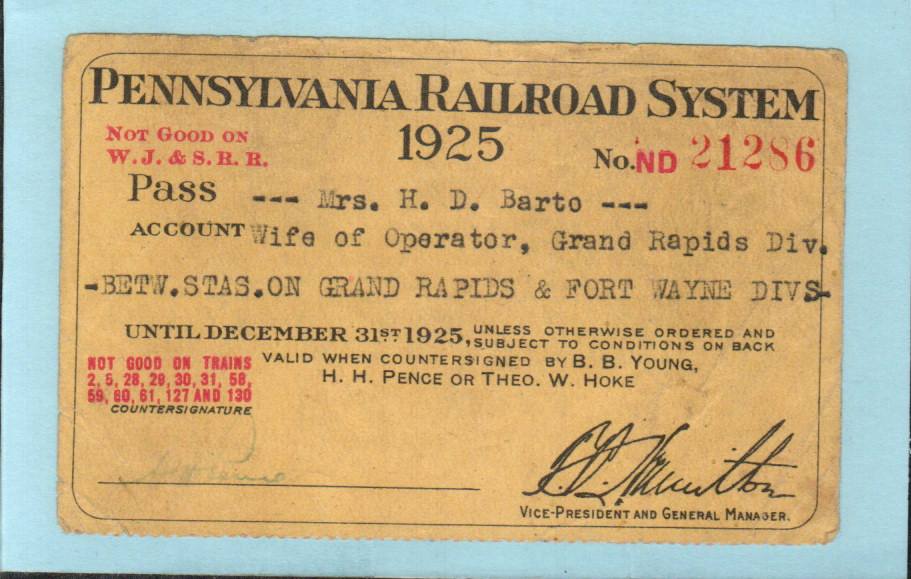 PENNSYLVANIA RAILROAD SYSTEM
1925
NOT GOOD ON
W. J. & S. R. R.
No. ND 21286
Pass --- Mrs. H. D. Barto ---
ACCOUNT Wife of Operator, Grand Rapids Div.
-BETW.STAS.ON GRAND RAPIDS & FORT WAYNE DIVS-
UNTIL DECEMBER 31ST 1925, UNLESS OTHERWISE ORDERED AND
SUBJECT TO CONDITIONS ON BACK
VALID WHEN COUNTERSIGNED BY B. B. YOUNG,
H. H. PENCE OR THEO. W. HOKE
NOT GOOD ON TRAINS
2, 5, 28, 29, 30, 31, 58,
59, 60, 61, 127 AND 130
COUNTERSIGNATURE
VICE-PRESIDENT AND GENERAL MANAGER.